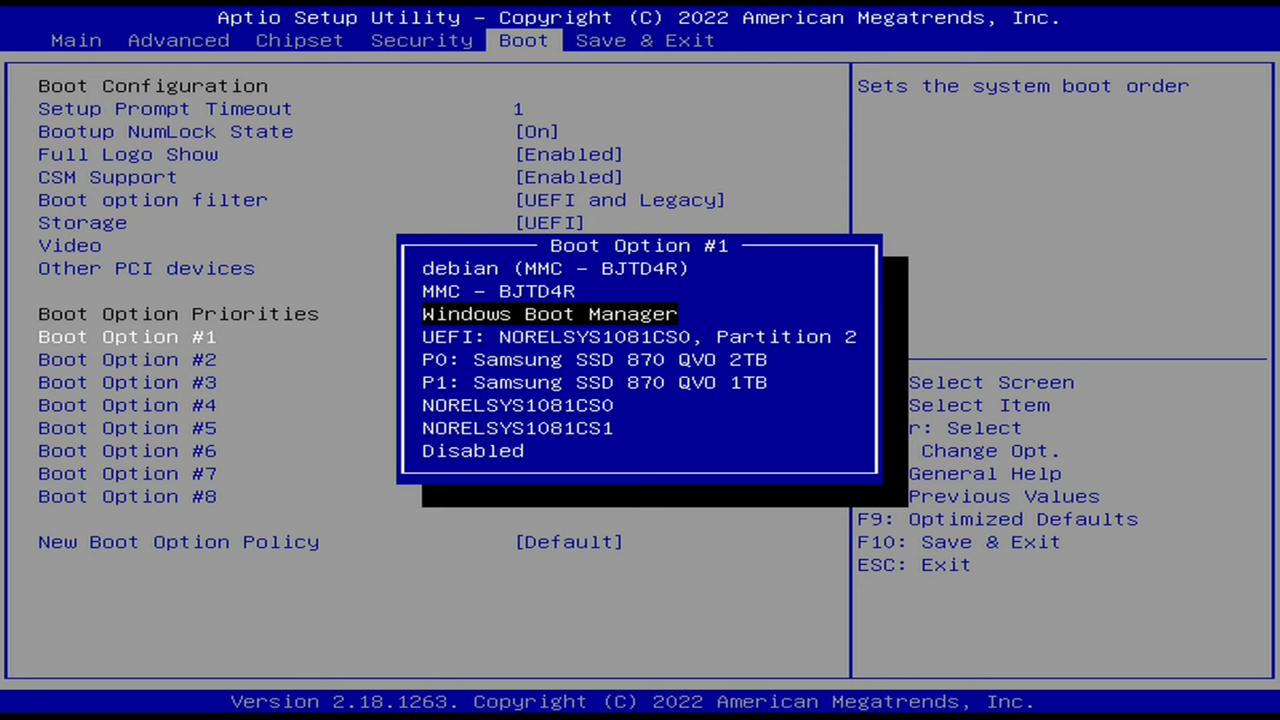 Aptio Setup Utility – Copyright (C) 2022 American Megatrends, Inc.
Main Advanced Chipset Security Boot Save & Exit
Boot Configuration
Setup Prompt Timeout 1
Bootup NumLock State [On]
Full Logo Show [Enabled]
CSM Support [Enabled]
Boot option filter [UEFI and Legacy]
Storage [UEFI]
Video
Other PCI devices
Boot Option Priorities
Boot Option #1
Boot Option #2
Boot Option #3
Boot Option #4
Boot Option #5
Boot Option #6
Boot Option #7
Boot Option #8
New Boot Option Policy [Default]
Boot Option #1
debian (MMC – BJTD4R)
MMC – BJTD4R
Windows Boot Manager
UEFI: NORELSYS1081CS0, Partition 2
P0: Samsung SSD 870 QVO 2TB
P1: Samsung SSD 870 QVO 1TB
NORELSYS1081CS0
NORELSYS1081CS1
Disabled
Sets the system boot order
Select Screen
Select Item
r: Select
Change Opt.
General Help
Previous Values
F9: Optimized Defaults
F10: Save & Exit
ESC: Exit
Version 2.18.1263. Copyright (C) 2022 American Megatrends, Inc.